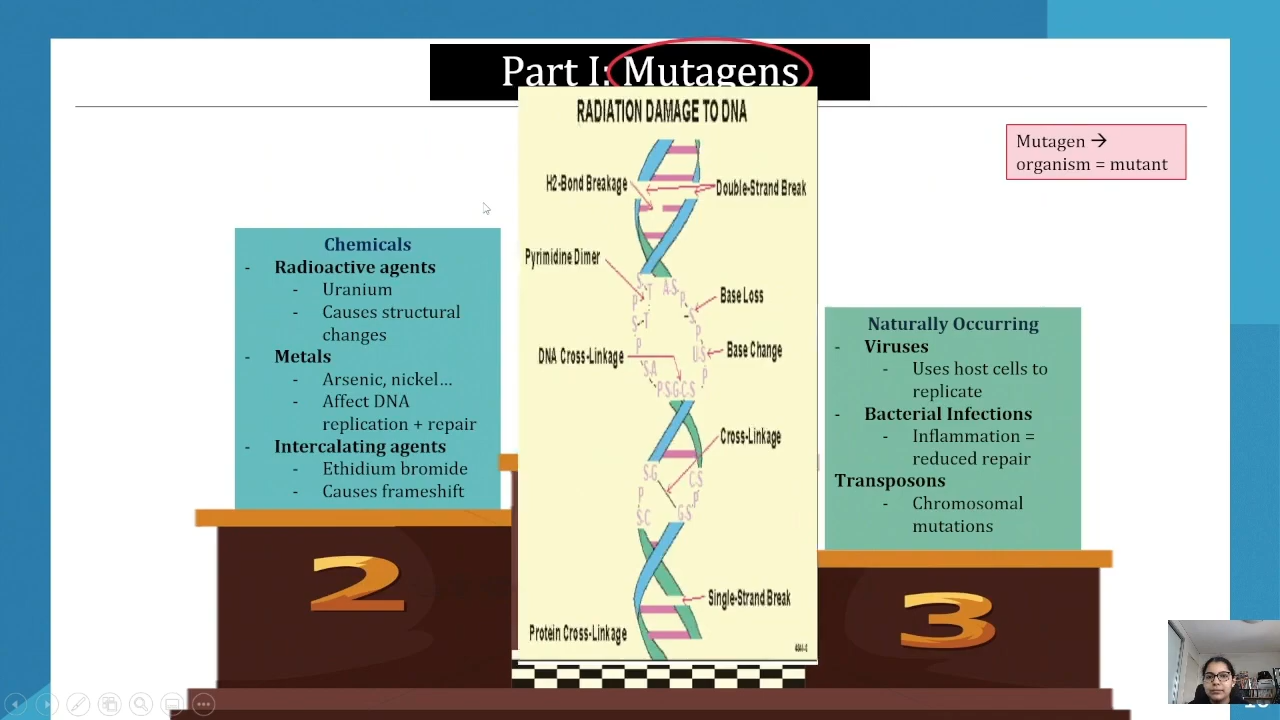 Part I: Mutagens
Mutagen →
organism = mutant
Chemicals
- Radioactive agents
- Uranium
- Causes structural
changes
- Metals
- Arsenic, nickel...
- Affect DNA
replication + repair
- Intercalating agents
- Ethidium bromide
- Causes frameshift
2
RADIATION DAMAGE TO DNA
H2-Bond Breakage
Double-Strand Break
Pyrimidine Dimer
Base Loss
DNA Cross-Linkage
Base Change
Cross-Linkage
Single-Strand Break
Protein Cross-Linkage
Naturally Occurring
- Viruses
- Uses host cells to
replicate
- Bacterial Infections
- Inflammation =
reduced repair
Transposons
- Chromosomal
mutations
3